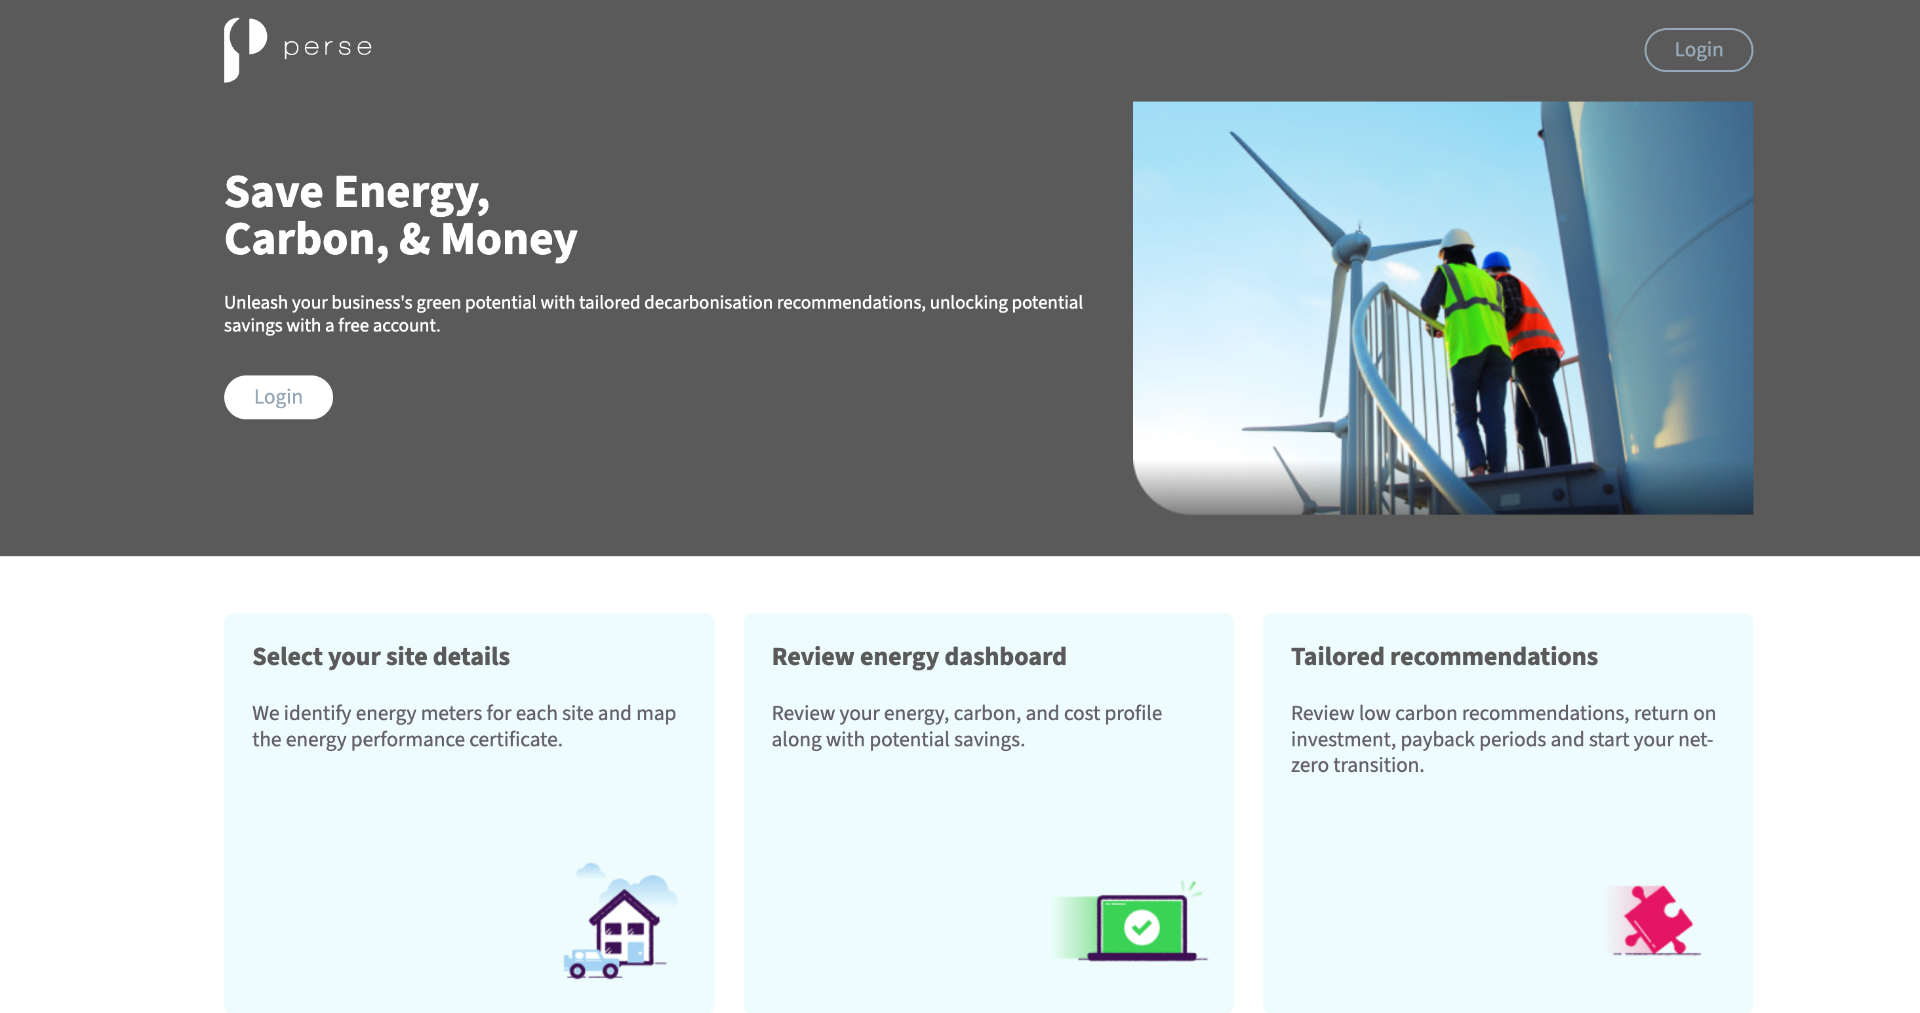 perse
Login
Save Energy,
Carbon, & Money
Unleash your business's green potential with tailored decarbonisation recommendations, unlocking potential
savings with a free account.
Login
Select your site details
We identify energy meters for each site and map
the energy performance certificate.
Review energy dashboard
Review your energy, carbon, and cost profile
along with potential savings.
Tailored recommendations
Review low carbon recommendations, return on
investment, payback periods and start your net-
zero transition.